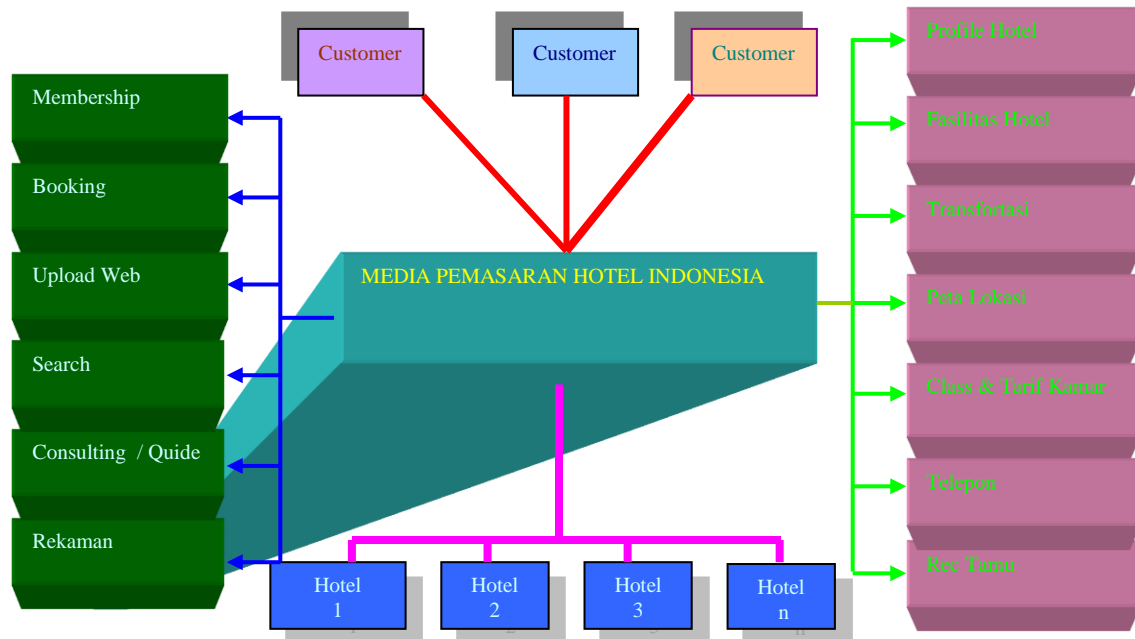 Customer
Customer
Customer
Membership
Booking
Upload Web
Search
Consulting / Quide
Rekaman
MEDIA PEMASARAN HOTEL INDONESIA
Profile Hotel
Fasilitas Hotel
Transfortasi
Peta Lokasi
Class & Tarif Kamar
Telepon
Rec Tamu
Hotel
1
Hotel
2
Hotel
3
Hotel
n